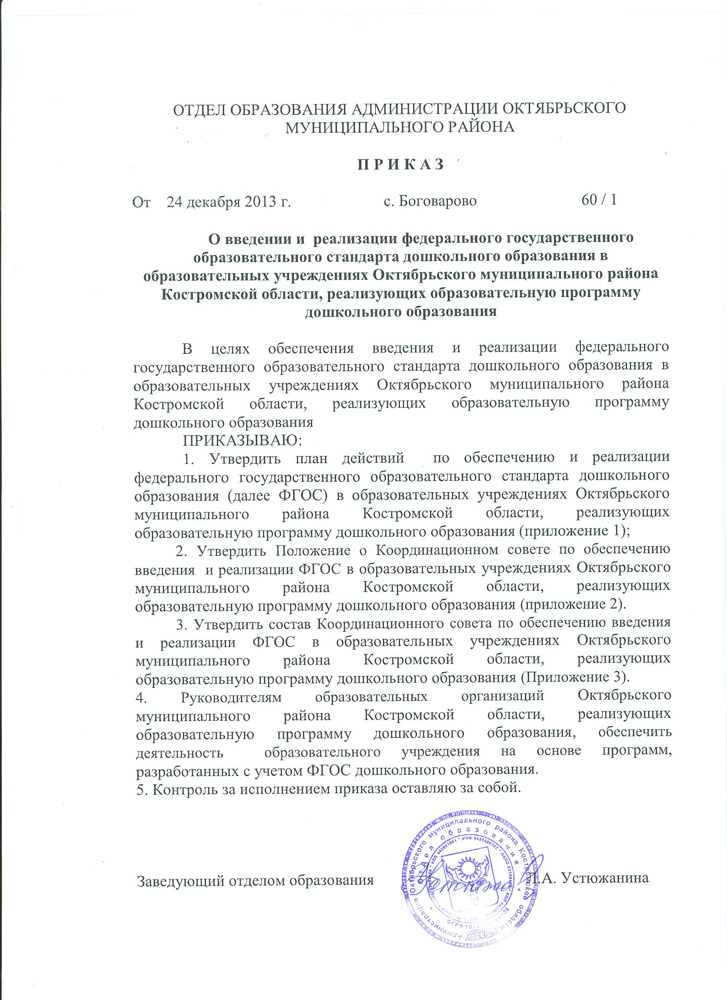 ОТДЕЛ ОБРАЗОВАНИЯ АДМИНИСТРАЦИИ ОКТЯБРЬСКОГО
МУНИЦИПАЛЬНОГО РАЙОНА
П Р И К А З
От 24 декабря 2013 г. с. Боговарово 60 / 1
О введении и реализации федерального государственного
образовательного стандарта дошкольного образования в
образовательных учреждениях Октябрьского муниципального района
Костромской области, реализующих образовательную программу
дошкольного образования
В целях обеспечения введения и реализации федерального
государственного образовательного стандарта дошкольного образования в
образовательных учреждениях Октябрьского муниципального района
Костромской области, реализующих образовательную программу
дошкольного образования
ПРИКАЗЫВАЮ:
1. Утвердить план действий по обеспечению и реализации
федерального государственного образовательного стандарта дошкольного
образования (далее ФГОС) в образовательных учреждениях Октябрьского
муниципального района Костромской области, реализующих
образовательную программу дошкольного образования (приложение 1);
2. Утвердить Положение о Координационном совете по обеспечению
введения и реализации ФГОС в образовательных учреждениях Октябрьского
муниципального района Костромской области, реализующих
образовательную программу дошкольного образования (приложение 2).
3. Утвердить состав Координационного совета по обеспечению введения
и реализации ФГОС в образовательных учреждениях Октябрьского
муниципального района Костромской области, реализующих
образовательную программу дошкольного образования (Приложение 3).
4. Руководителям образовательных организаций Октябрьского
муниципального района Костромской области, реализующих
образовательную программу дошкольного образования, обеспечить
деятельность образовательного учреждения на основе программ,
разработанных с учетом ФГОС дошкольного образования.
5. Контроль за исполнением приказа оставляю за собой.
Заведующий отделом образования Л.А. Устюжанина
Администрация Октябрьского муниципального района Костромской области
Отдел образования
КПП 442001001 * ИНН 4420000307 * ОКПО
ОГРН